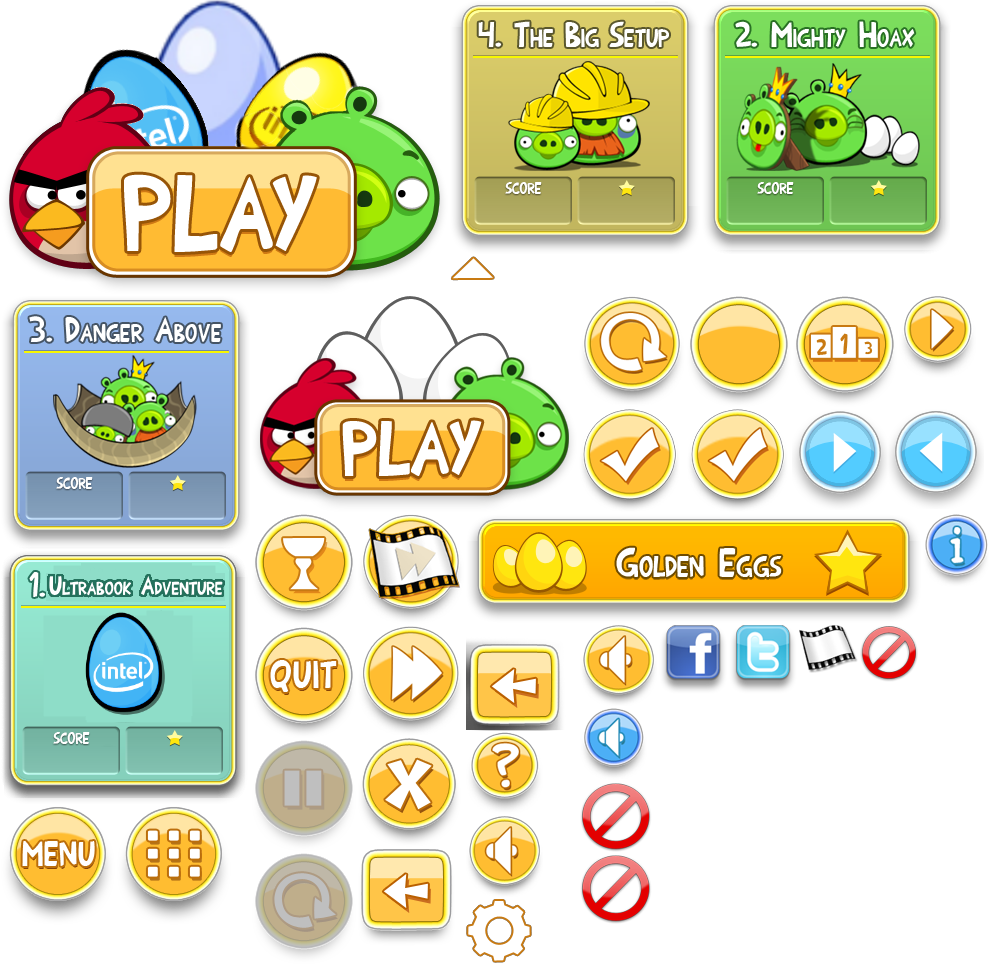 4. The Big Setup
SCORE
2. Mighty Hoax
SCORE
intel
PLAY
3. Danger Above
SCORE
PLAY
2 1 3
Golden Eggs
i
1. Ultrabook Adventure
intel
SCORE
QUIT
f
t
?
MENU